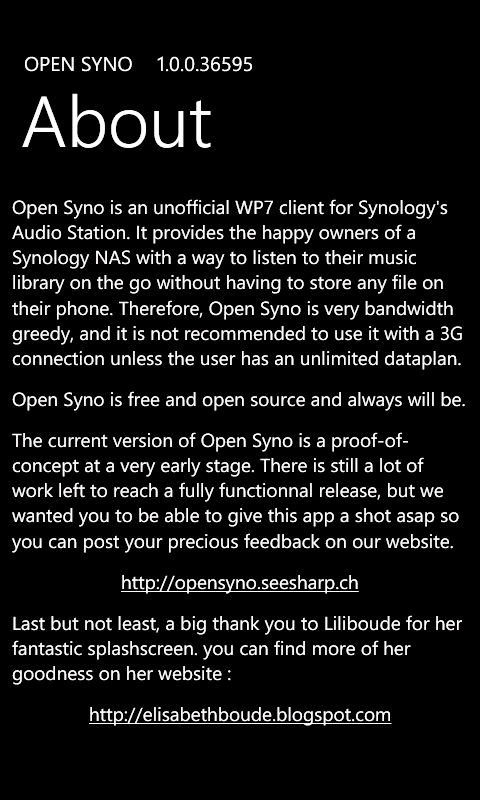 OPEN SYNO 1.0.0.36595
About
Open Syno is an unofficial WP7 client for Synology's
Audio Station. It provides the happy owners of a
Synology NAS with a way to listen to their music
library on the go without having to store any file on
their phone. Therefore, Open Syno is very bandwidth
greedy, and it is not recommended to use it with a 3G
connection unless the user has an unlimited dataplan.
Open Syno is free and open source and always will be.
The current version of Open Syno is a proof-of-
concept at a very early stage. There is still a lot of
work left to reach a fully functionnal release, but we
wanted you to be able to give this app a shot asap so
you can post your precious feedback on our website.
http://opensyno.seesharp.ch
Last but not least, a big thank you to Liliboude for her
fantastic splashscreen. you can find more of her
goodness on her website :
http://elisabethboude.blogspot.com